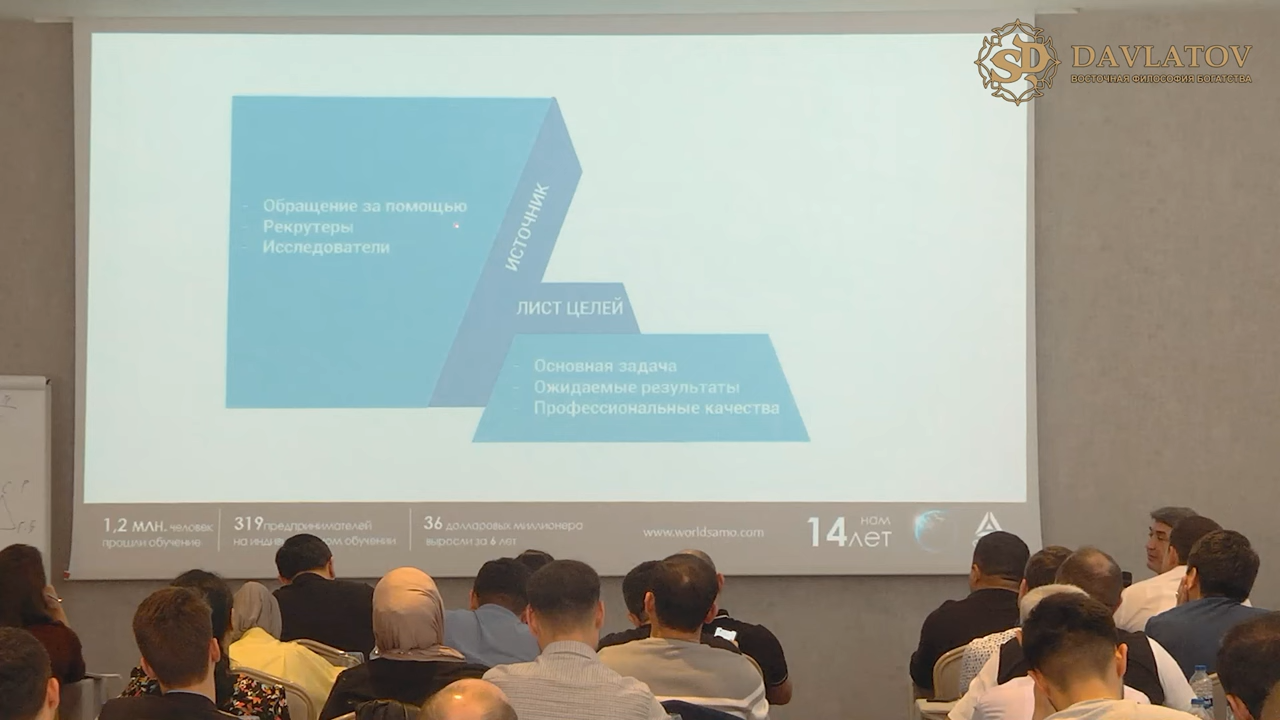 DAVLATOV
ВОСТОЧНАЯ ФИЛОСОФИЯ БОГАТСТВА
- Обращение за помощью
- Рекрутеры
- Исследователи
ИСТОЧНИК
ЛИСТ ЦЕЛЕЙ
- Основная задача
- Ожидаемые результаты
- Профессиональные качества
1,2 МЛН. человек
прошли обучение
319 предпринимателей
на индив ом обучении
36 долларовых миллионера
выросли за 6 лет
www.worldsamo.com
14 нам
лет